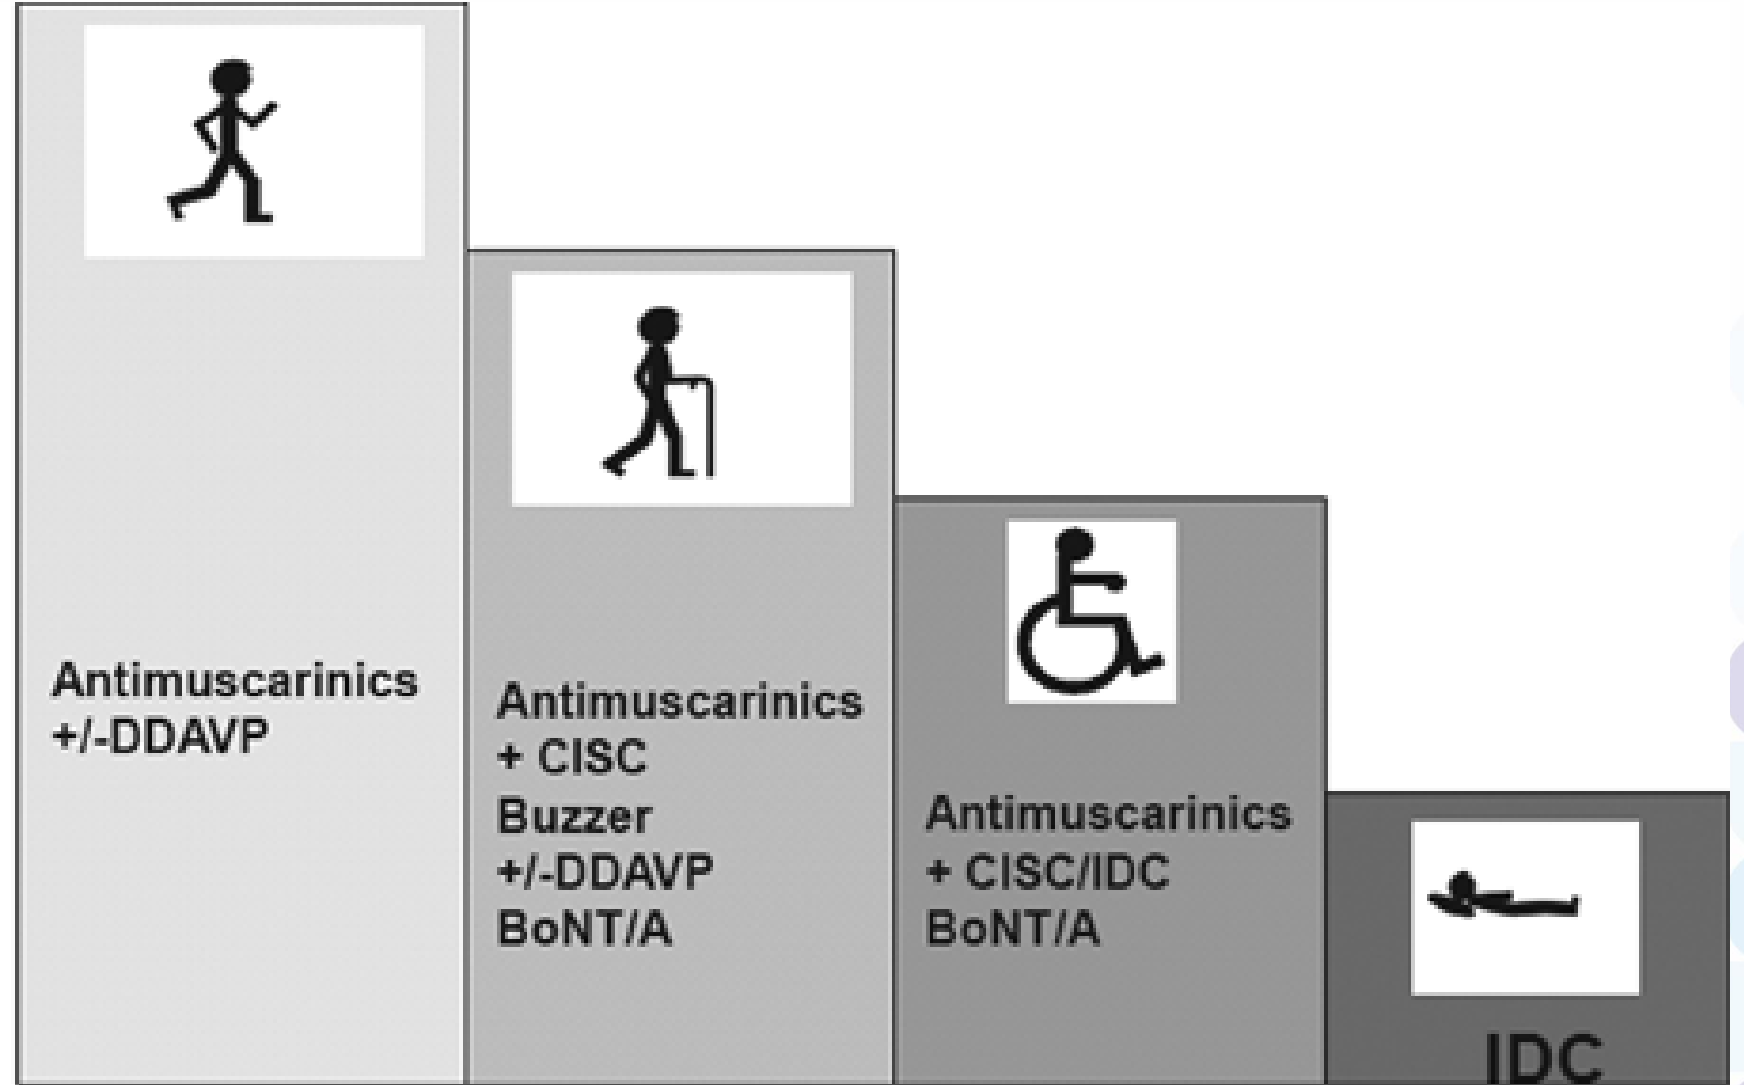 Antimuscarinics
+/-DDAVP
Antimuscarinics
+ CISC
Buzzer
+/-DDAVP
BoNT/A
Antimuscarinics
+ CISC/IDC
BoNT/A
IDC